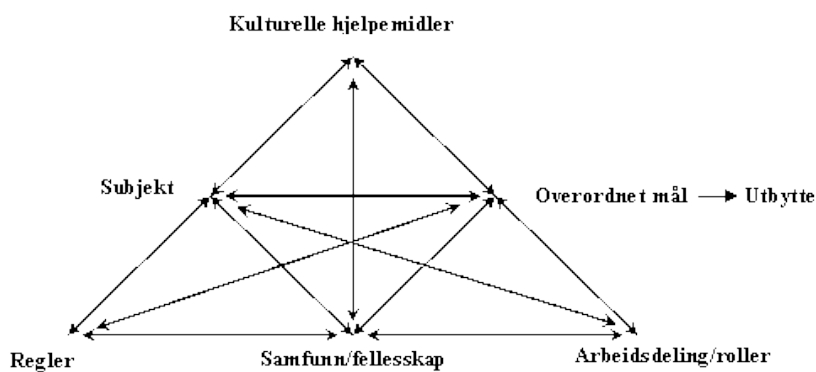 Kulturelle hjelpemidler
Subjekt
Overordnet mål
Utbytte
Regler
Samfunn/fellesskap
Arbeidsdeling/roller